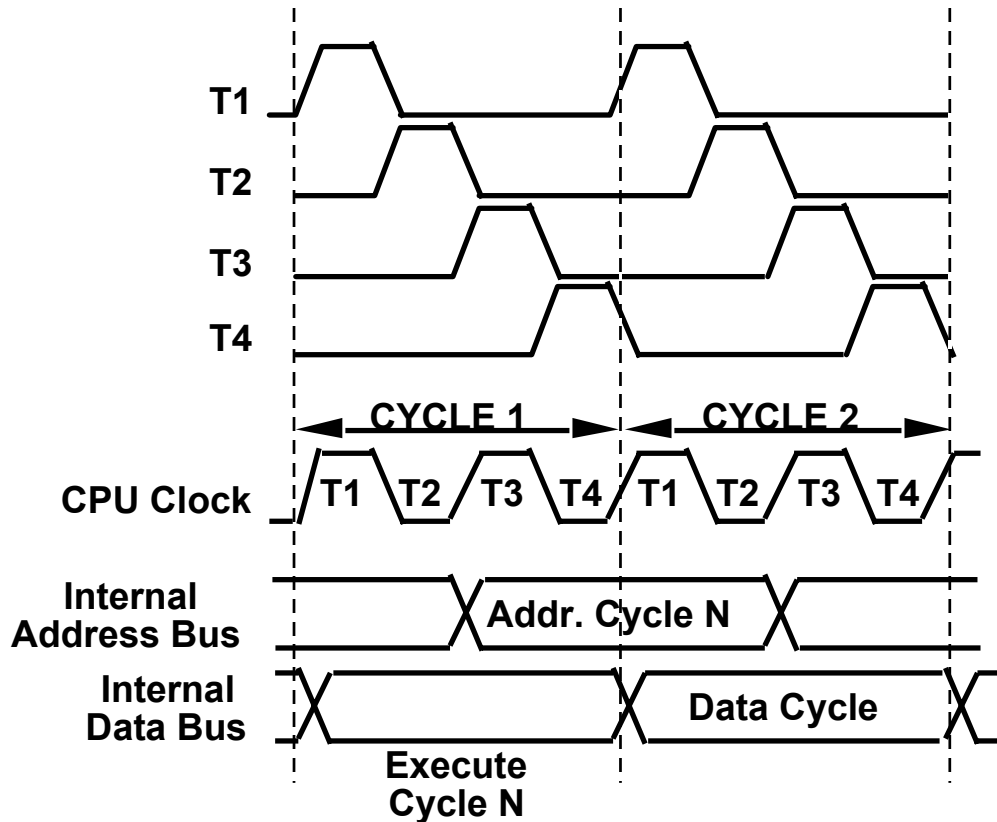 T1
T2
T3
T4
CYCLE 1
CYCLE 2
CPU Clock
T1
T2
T3
T4
T1
T2
T3
T4
Internal
Address Bus
Addr. Cycle N
Internal
Data Bus
Data Cycle
Execute
Cycle N